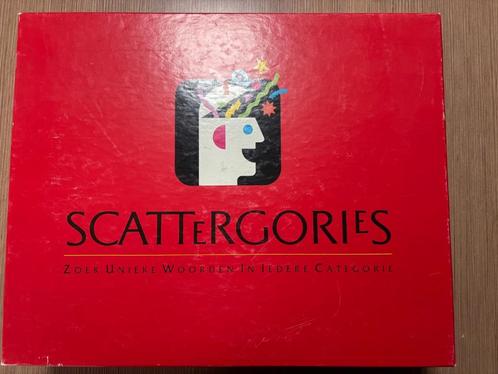 SCATTERGORIES
ZOEK UNIEKE WOORDEN IN IEDERE CATEGORIE